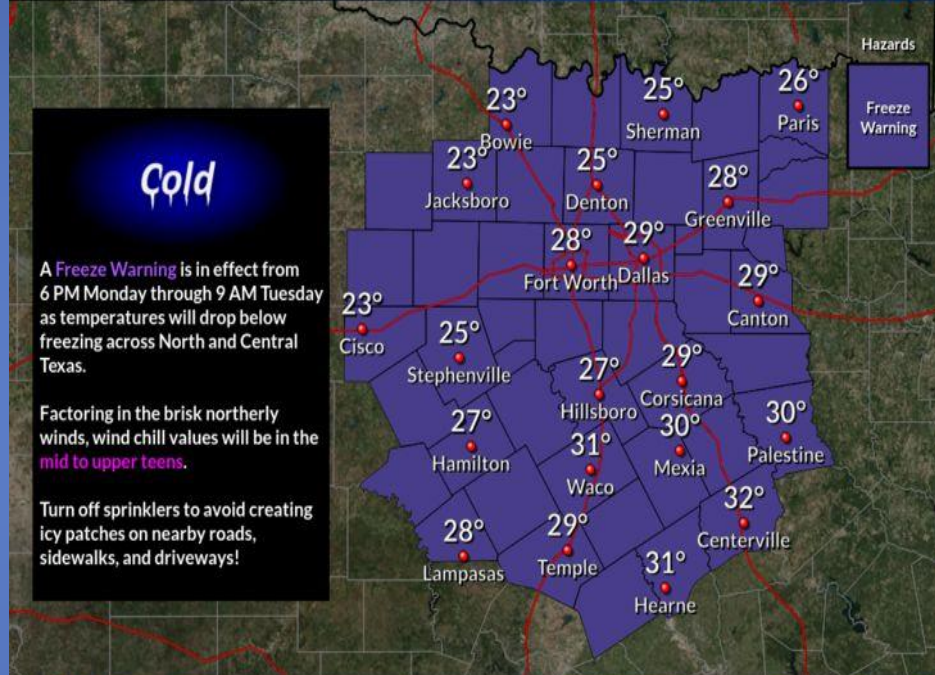 Cold
A Freeze Warning is in effect from
6 PM Monday through 9 AM Tuesday
as temperatures will drop below
freezing across North and Central
Texas.
Factoring in the brisk northerly
winds, wind chill values will be in the
mid to upper teens.
Turn off sprinklers to avoid creating
icy patches on nearby roads,
sidewalks, and driveways!
Hazards
Freeze
Warning
23°
Bowie
25°
Sherman
26°
Paris
23°
Jacksboro
25°
Denton
28°
Greenville
28°
Fort Worth
29°
Dallas
29°
Canton
23°
Cisco
25°
Stephenville
27°
Hillsboro
29°
Corsicana
27°
Hamilton
31°
Waco
30°
Mexia
30°
Palestine
28°
Lampasas
29°
Temple
32°
Centerville
31°
Hearne